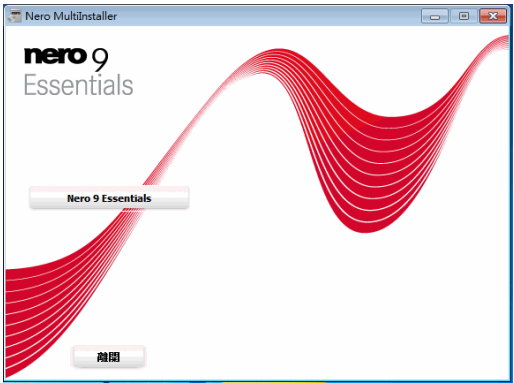 Nero MultiInstaller
nero 9
Essentials
Nero 9 Essentials
離開